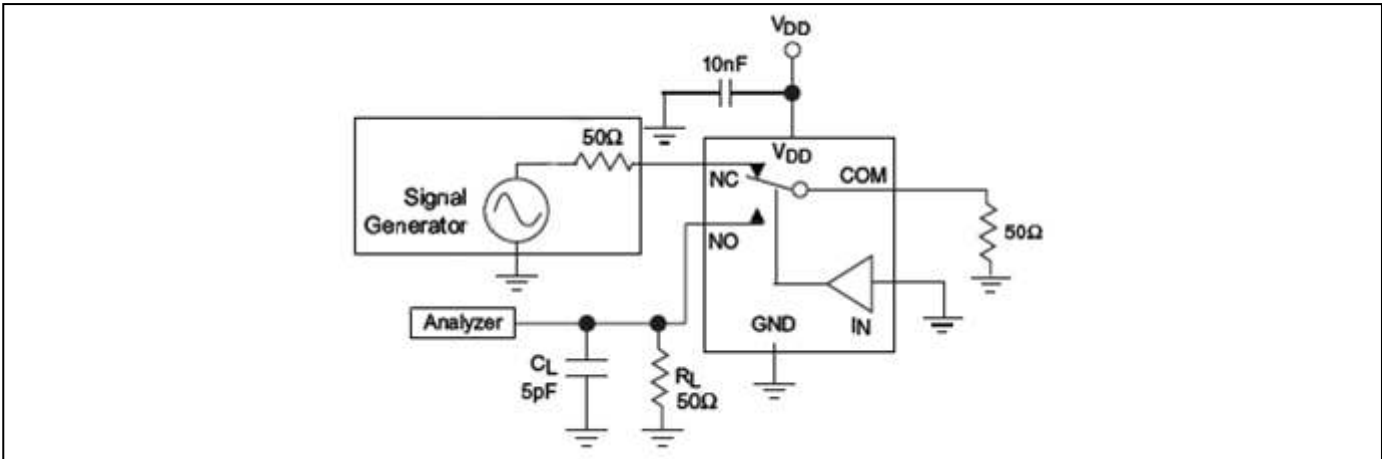 VDD
10nF
50Ω
VDD
NC
COM
Signal
Generator
NO
50Ω
Analyzer
GND
IN
CL
5pF
RL
50Ω